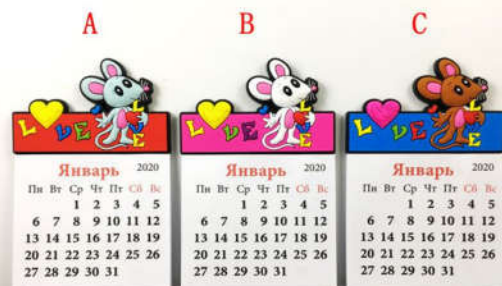 A
B
C
LOVE
Январь 2020
Пн Вт Ср Чт Пт Сб Вс
1 2 3 4 5
6 7 8 9 10 11 12
13 14 15 16 17 18 19
20 21 22 23 24 25 26
27 28 29 30 31
LOVE
Январь 2020
Пн Вт Ср Чт Пт Сб Вс
1 2 3 4 5
6 7 8 9 10 11 12
13 14 15 16 17 18 19
20 21 22 23 24 25 26
27 28 29 30 31
LOVE
Январь 2020
Пн Вт Ср Чт Пт Сб Вс
1 2 3 4 5
6 7 8 9 10 11 12
13 14 15 16 17 18 19
20 21 22 23 24 25 26
27 28 29 30 31